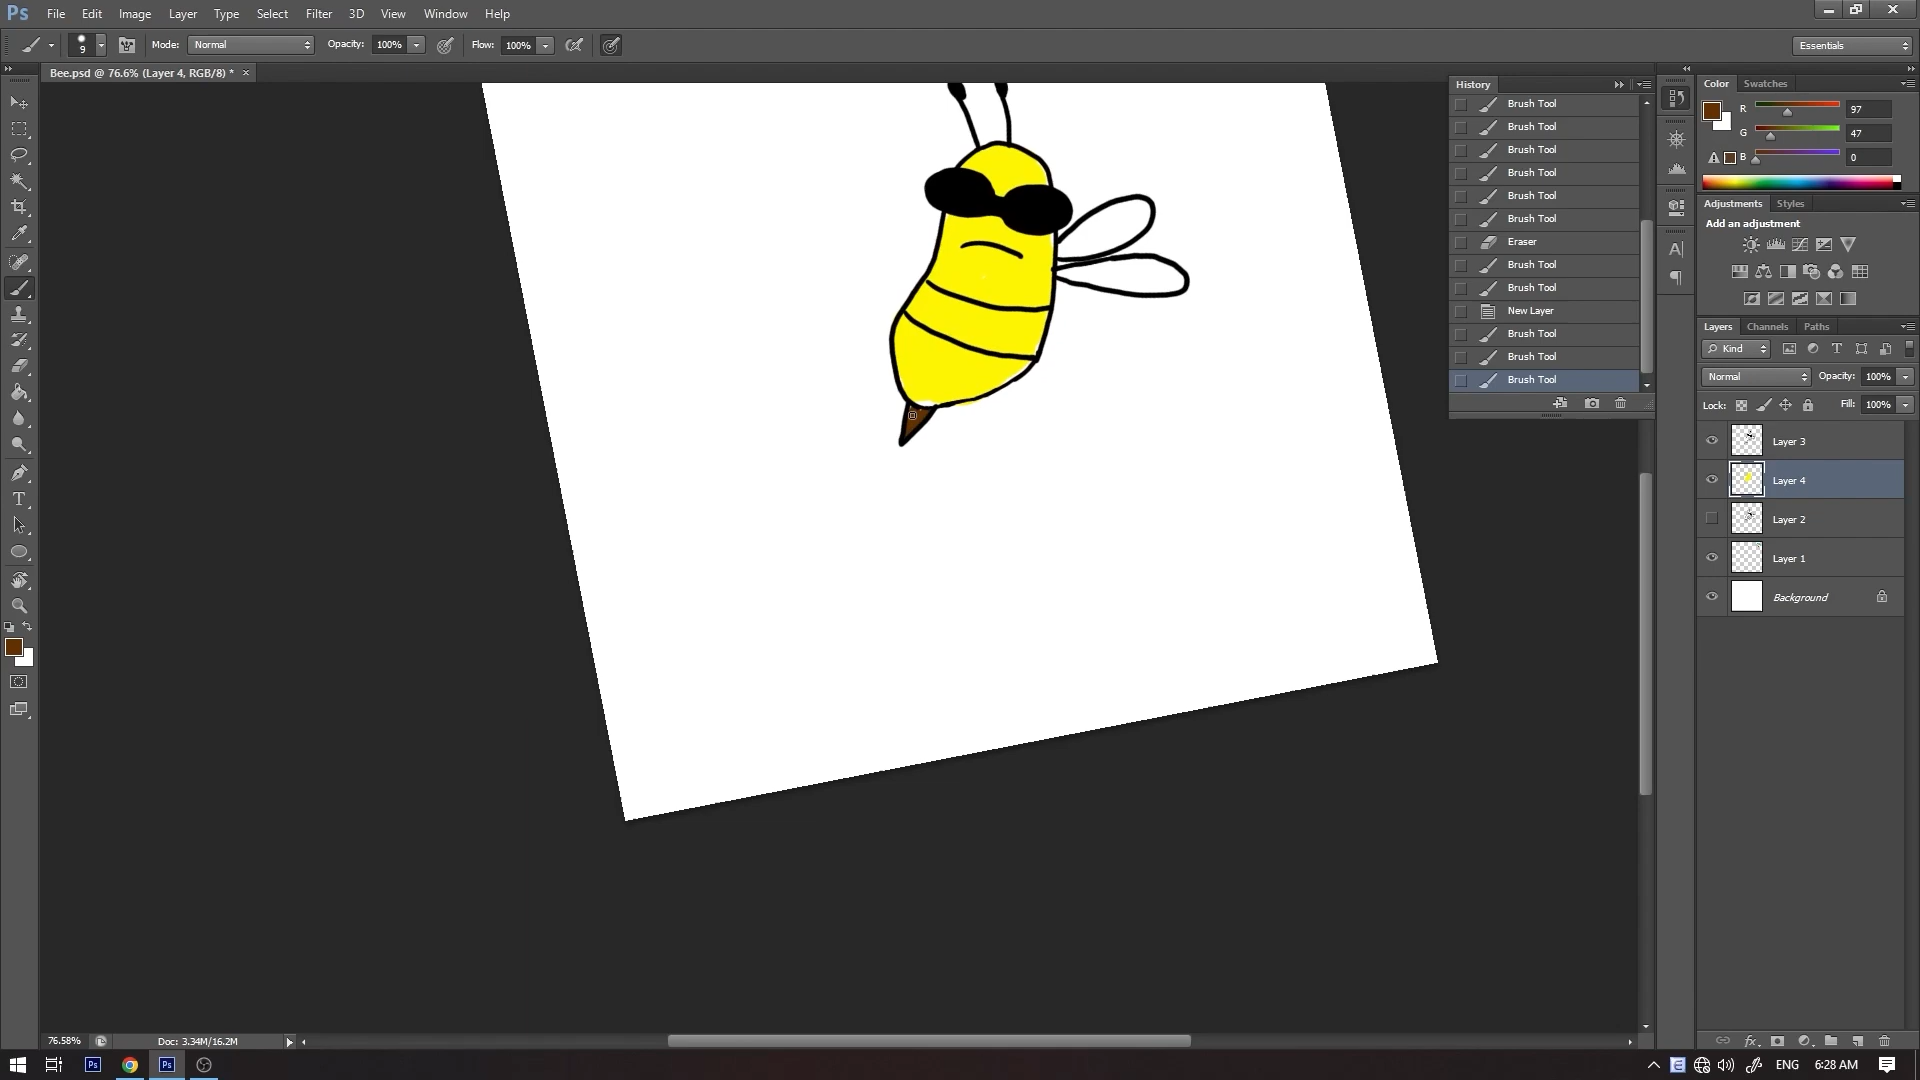 Ps File Edit Image Layer Type Select Filter 3D View Window Help
9 Mode: Normal Opacity: 100% Flow: 100% Essentials
Bee.psd @ 76.6% (Layer 4, RGB/8) * ×
History
Brush Tool
Brush Tool
Brush Tool
Brush Tool
Brush Tool
Brush Tool
Eraser
Brush Tool
Brush Tool
New Layer
Brush Tool
Brush Tool
Brush Tool
Color Swatches
R 97
G 47
B 0
Adjustments Styles
Add an adjustment
Layers Channels Paths
Kind
Normal Opacity: 100%
Lock: Fill: 100%
Layer 3
Layer 4
Layer 2
Layer 1
Background
fx
76.58% Doc: 3.34M/16.2M
Ps Ps ENG 6:28 AM